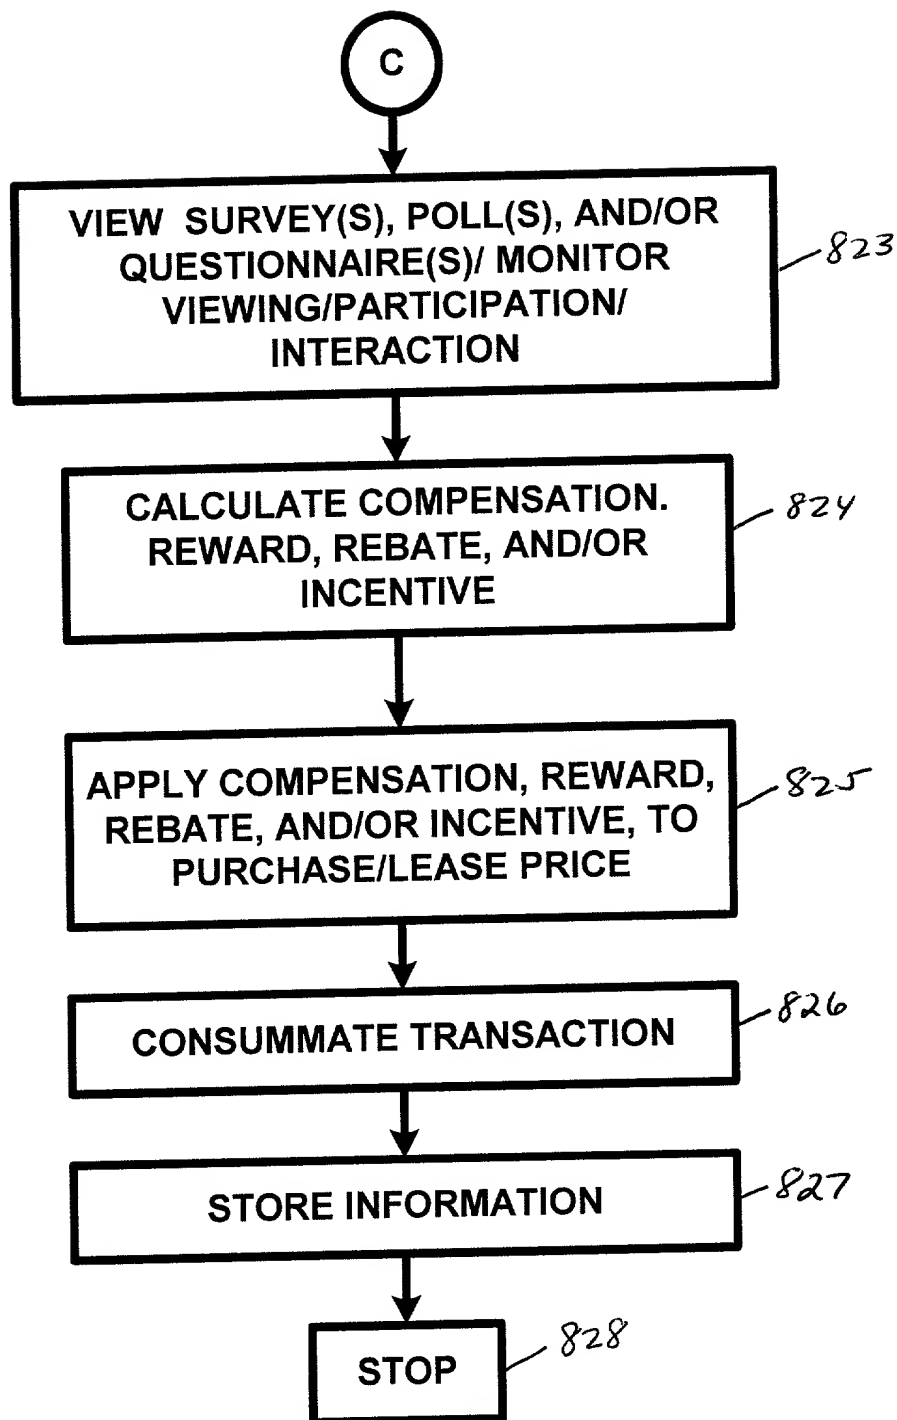 C
VIEW SURVEY(S), POLL(S), AND/OR
QUESTIONNAIRE(S)/ MONITOR
VIEWING/PARTICIPATION/
INTERACTION
823
CALCULATE COMPENSATION.
REWARD, REBATE, AND/OR
INCENTIVE
824
APPLY COMPENSATION, REWARD,
REBATE, AND/OR INCENTIVE, TO
PURCHASE/LEASE PRICE
825
CONSUMMATE TRANSACTION
826
STORE INFORMATION
827
STOP
828